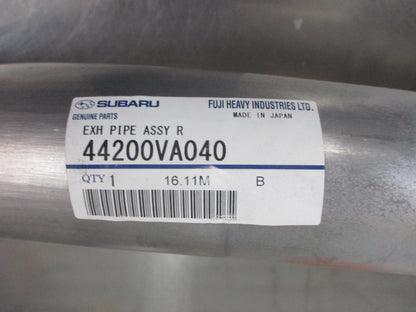 SUBARU FUJI HEAVY INDUSTRIES LTD.
GENUINE PARTS MADE IN JAPAN
EXH PIPE ASSY R
44200VA040
QTY 1 16.11M B